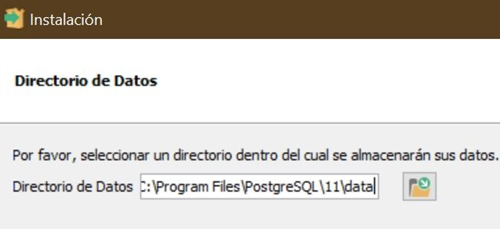 Instalación
Directorio de Datos
Por favor, seleccionar un directorio dentro del cual se almacenarán sus datos.
Directorio de Datos C:\Program Files\PostgreSQL\11\data